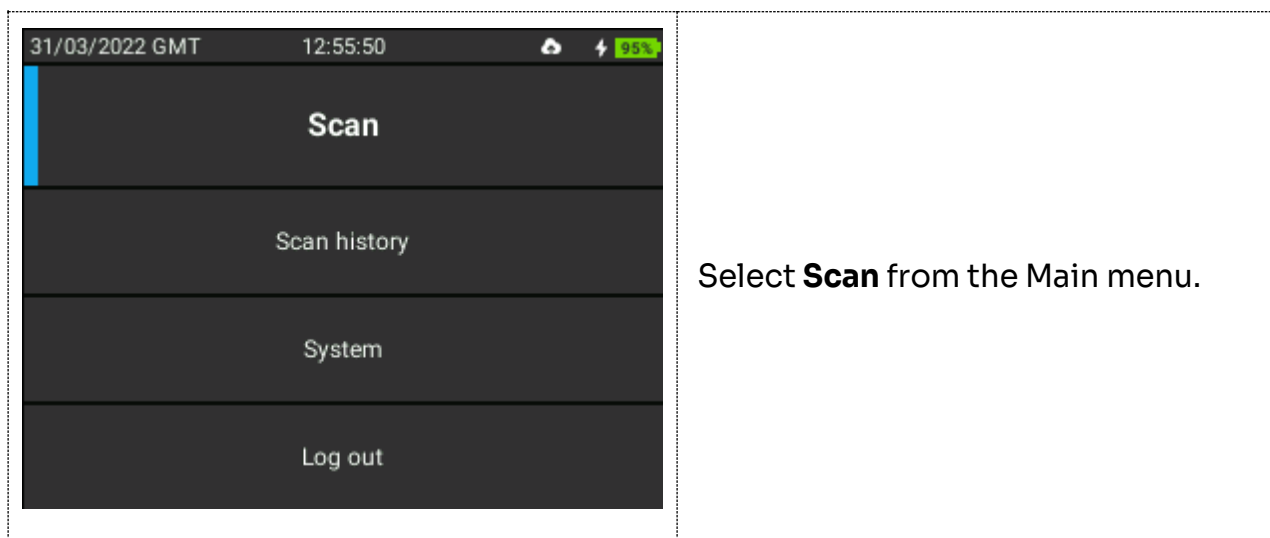 31/03/2022 GMT 12:55:50 95%
Scan
Scan history
System
Log out
Select Scan from the Main menu.